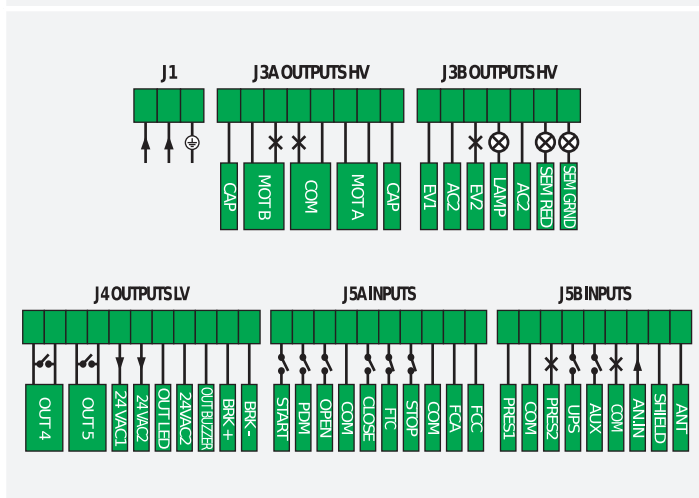 J1
J3A OUTPUTS HV
J3B OUTPUTS HV
CAP
MOT B
COM
MOT A
CAP
EV1
AC2
EV2
LAMP
AC2
SEM RED
SEM GRND
J4 OUTPUTS LV
J5A INPUTS
J5B INPUTS
OUT 4
OUT 5
24 VAC1
24 VAC2
OUT LED
24VAC2
OUT BUZZER
BRK +
BRK -
START
PDM
OPEN
COM
CLOSE
FTC
STOP
COM
FCA
FCC
PRES1
COM
PRES2
UPS
AUX
COM
AN.IN
SHIELD
ANT